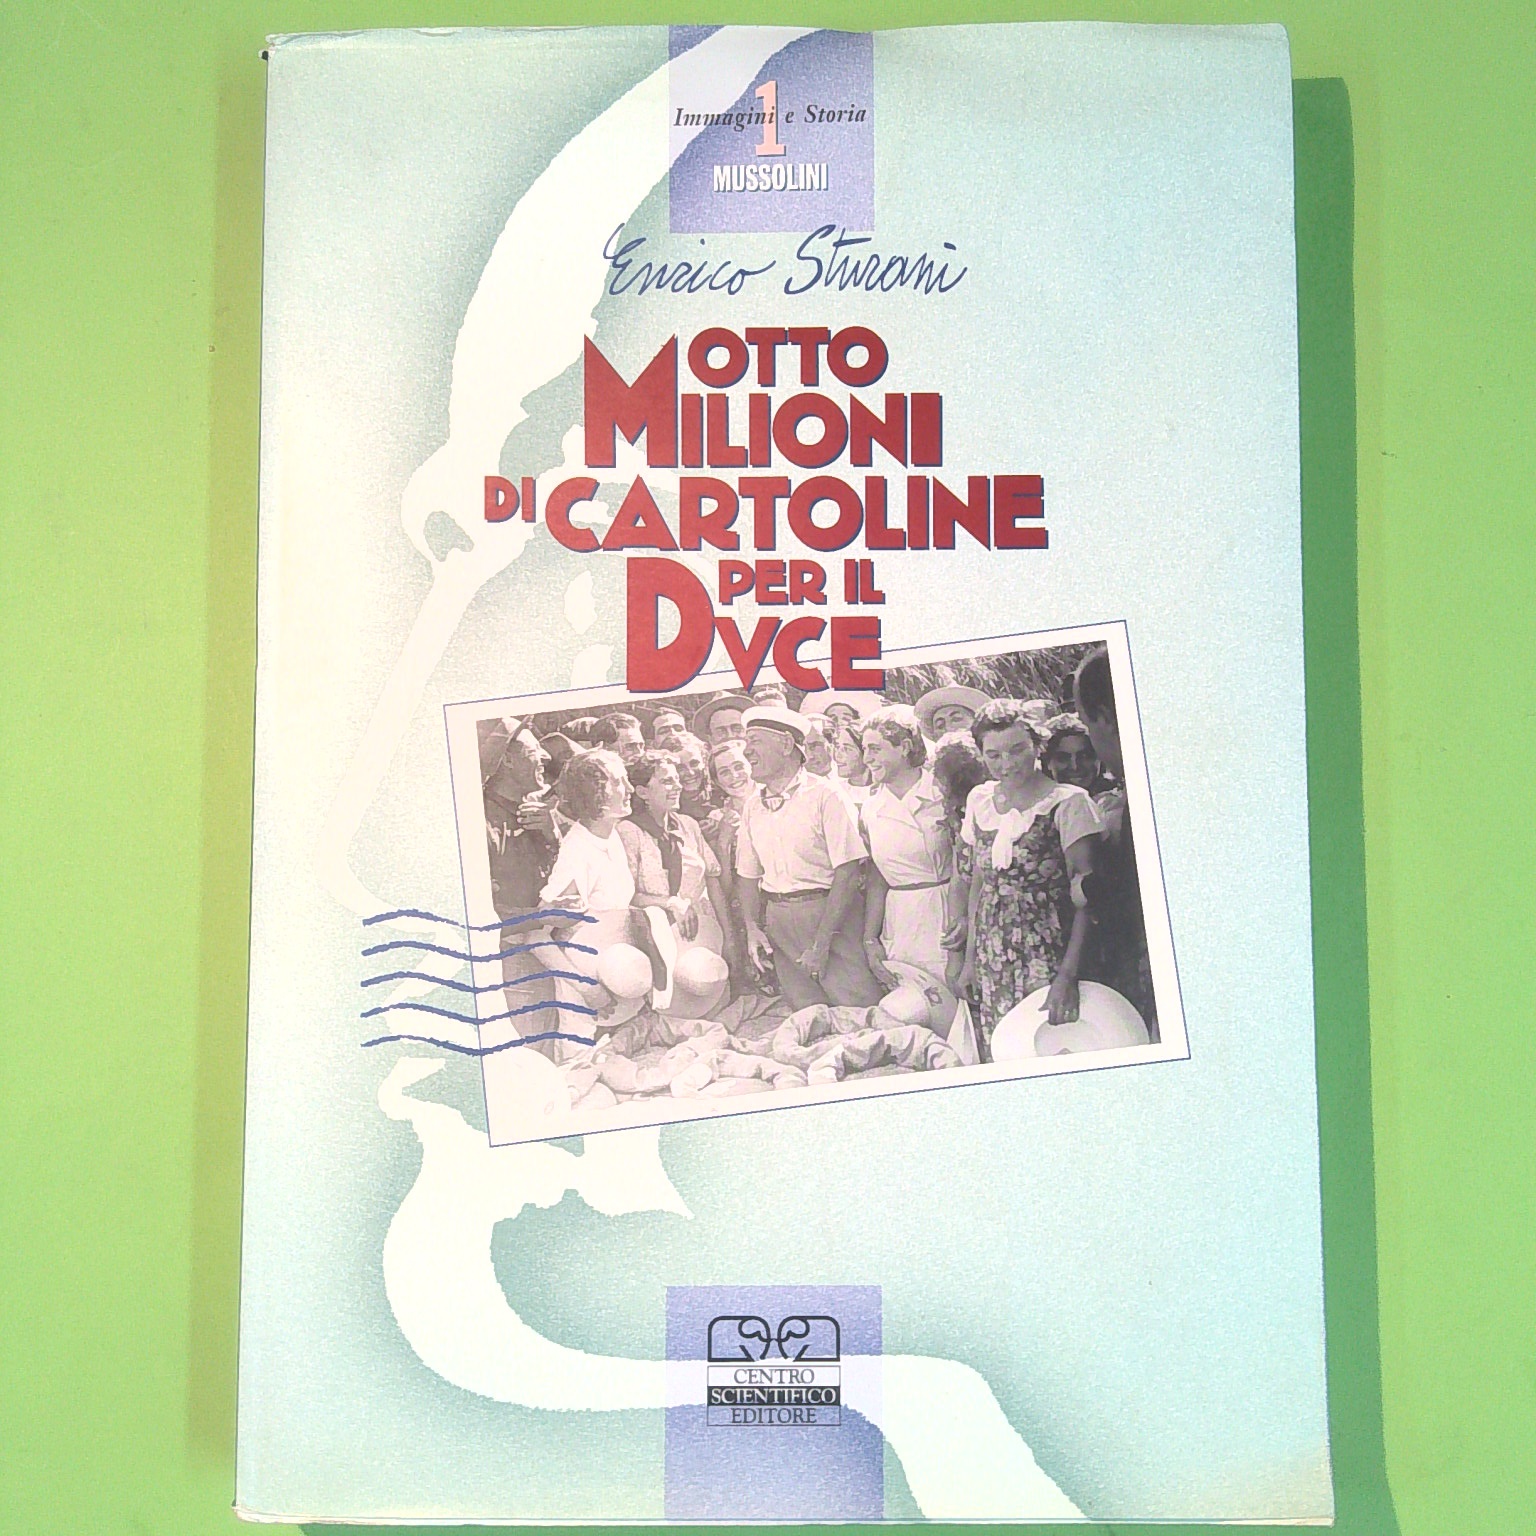 Immagini e Storia
1
MUSSOLINI
Enrico Sturani
OTTO
MILIONI
DI CARTOLINE
PER IL
DVCE
CENTRO
SCIENTIFICO
EDITORE